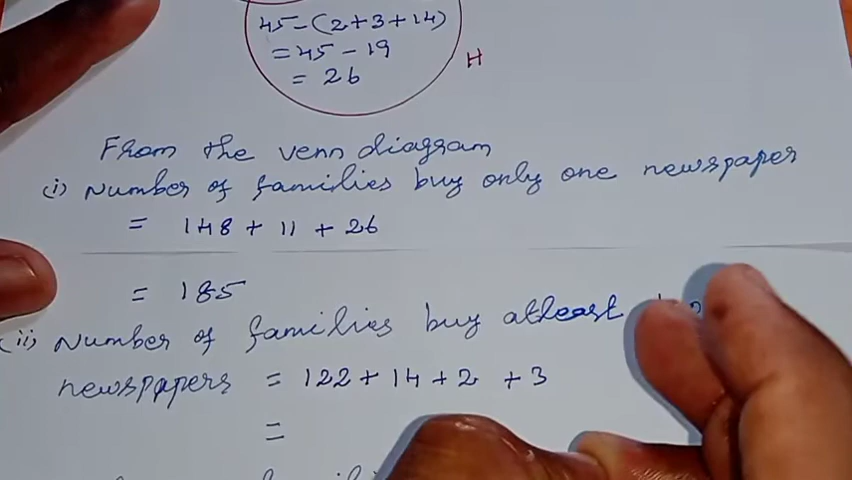 45-(2+3+14)
=45-19
= 26
H
From the venn diagram
(i) Number of families buy only one newspaper
= 148 + 11 + 26
= 185
(ii) Number of families buy atleast
newspapers = 122+14+2 +3
=